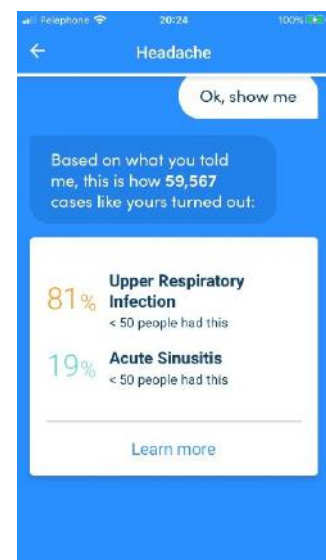 Pelephone 20:24 100%
Headache
Ok, show me
Based on what you told
me, this is how 59,567
cases like yours turned out:
81% Upper Respiratory
Infection
< 50 people had this
19% Acute Sinusitis
< 50 people had this
Learn more